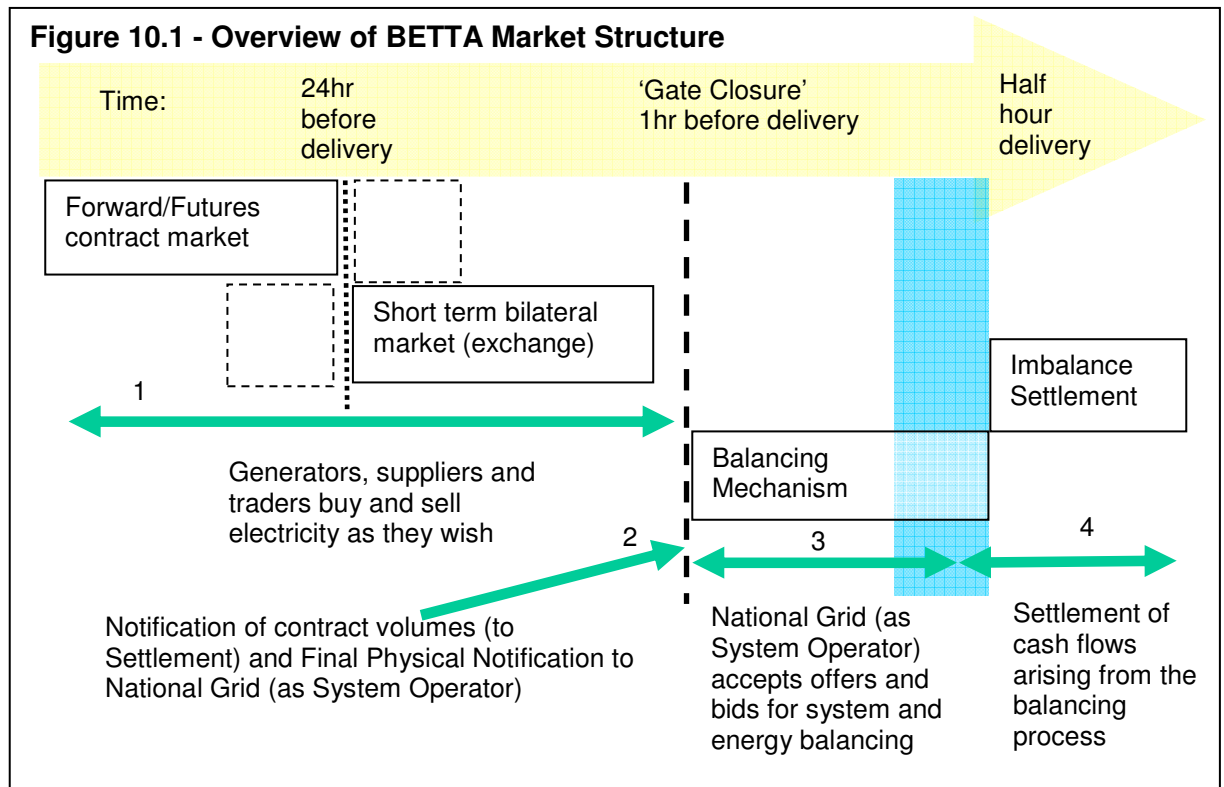 Figure 10.1 - Overview of BETTA Market Structure
Time:
24hr
before
delivery
‘Gate Closure’
1hr before delivery
Half
hour
delivery
Forward/Futures
contract market
Short term bilateral
market (exchange)
Imbalance
Settlement
1
Balancing
Mechanism
Generators, suppliers and
traders buy and sell
electricity as they wish
2
3
4
Notification of contract volumes (to
Settlement) and Final Physical Notification to
National Grid (as System Operator)
National Grid (as
System Operator)
accepts offers and
bids for system and
energy balancing
Settlement of
cash flows
arising from the
balancing
process